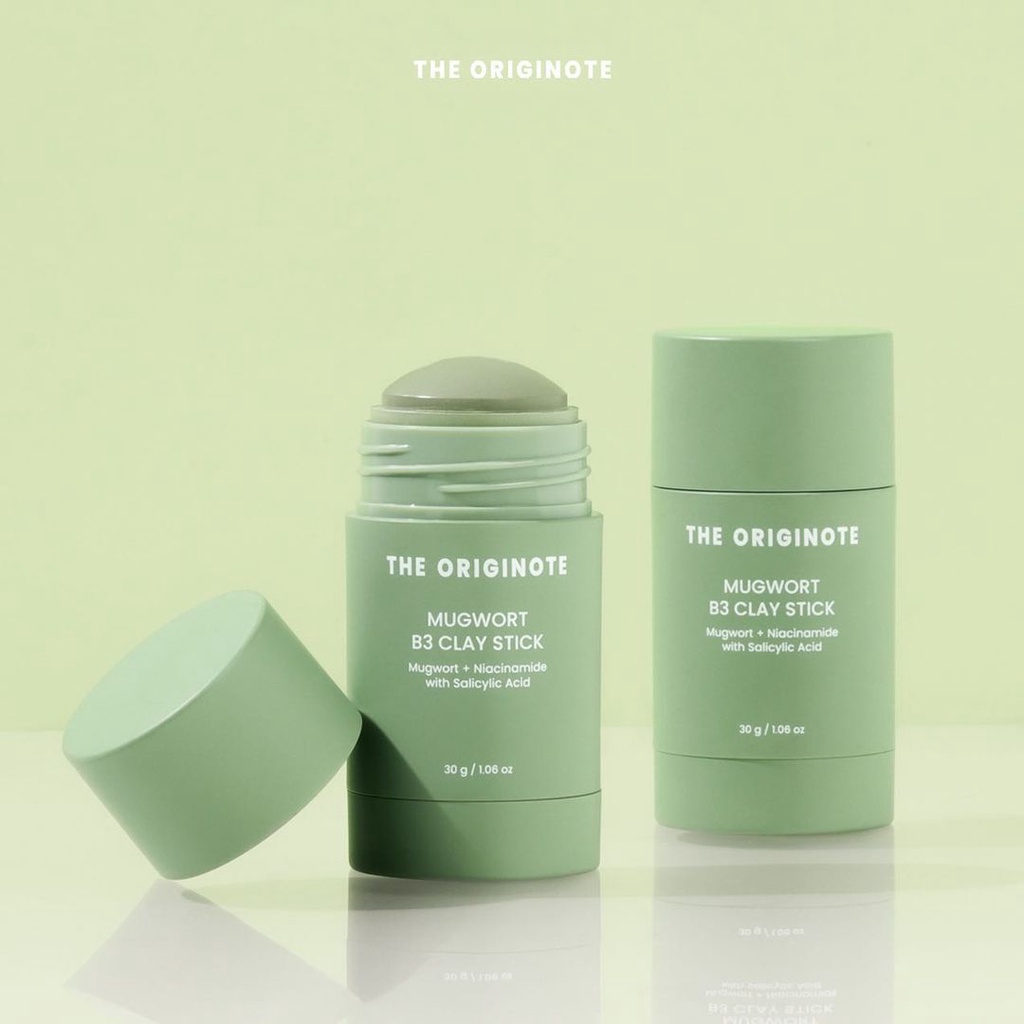 THE ORIGINOTE
THE ORIGINOTE
MUGWORT
B3 CLAY STICK
Mugwort + Niacinamide
with Salicylic Acid
30 g / 1.06 oz
THE ORIGINOTE
MUGWORT
B3 CLAY STICK
Mugwort + Niacinamide
with Salicylic Acid
30 g / 1.06 oz